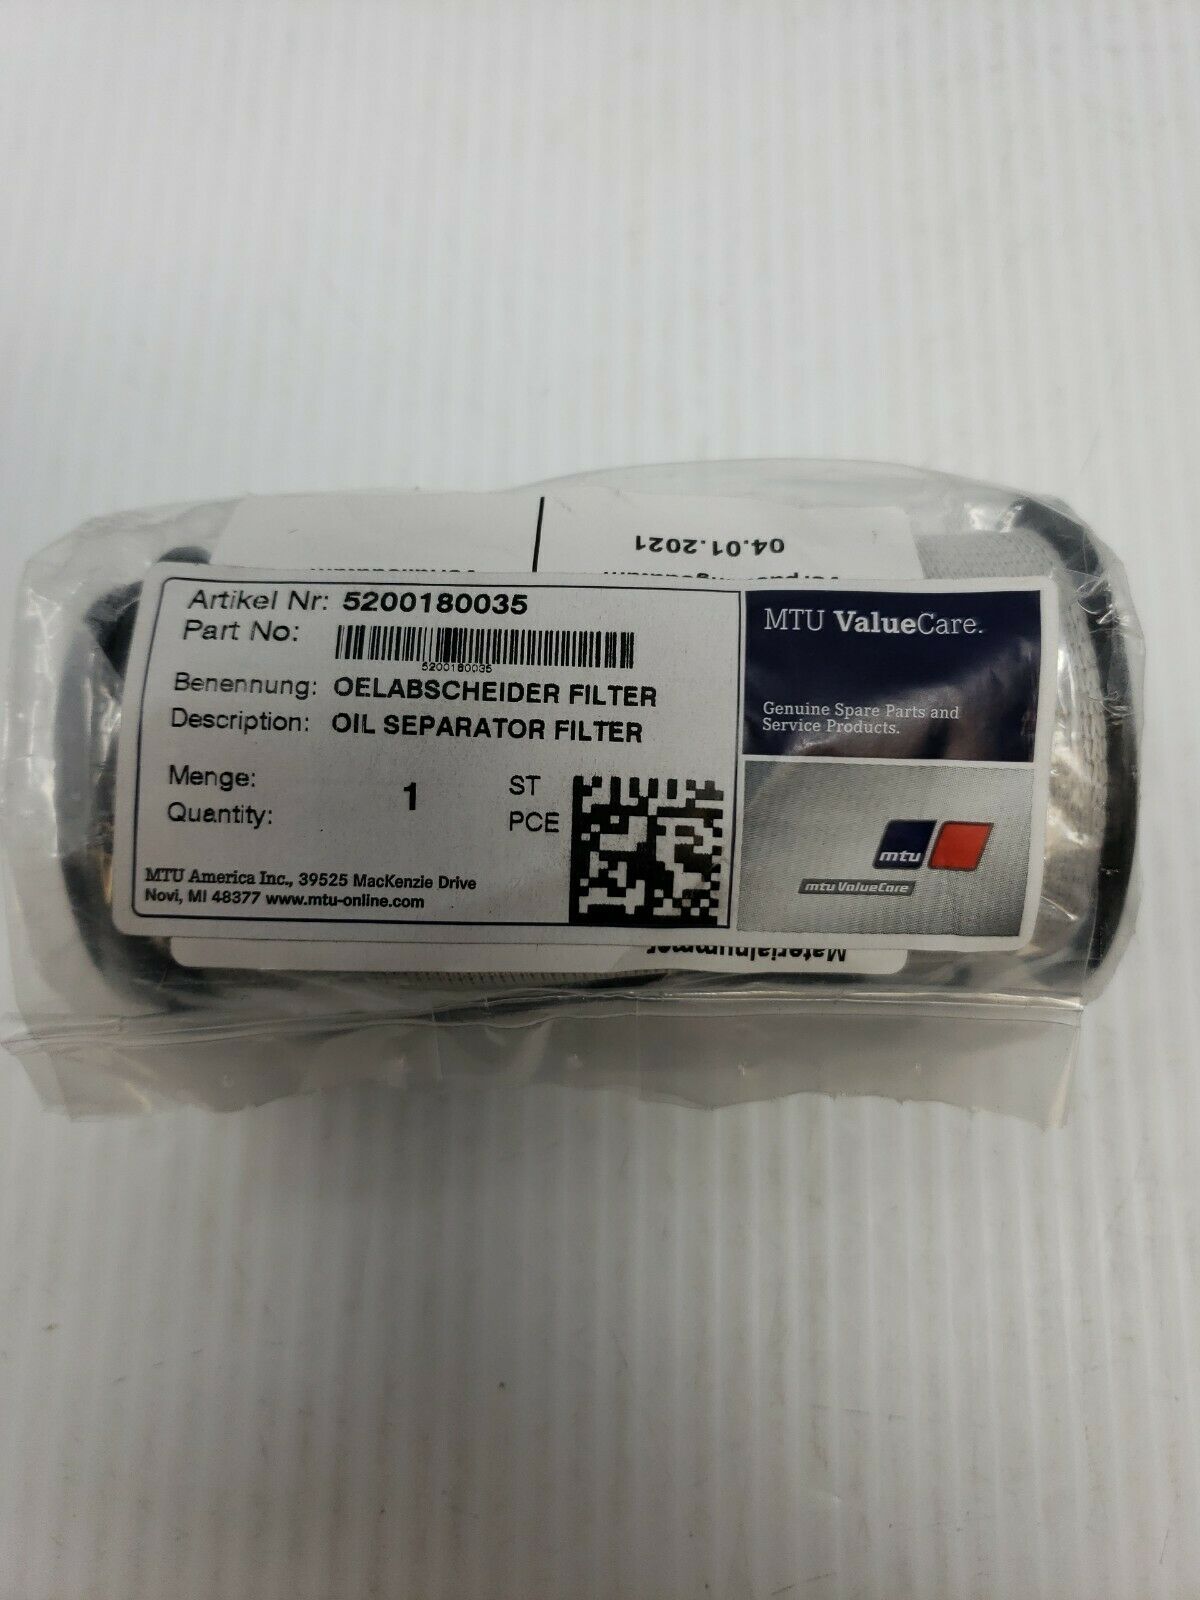 04.01.2021
Artikel Nr: 5200180035
Part No:
5200180035
Benennung: OELABSCHEIDER FILTER
Description: OIL SEPARATOR FILTER
Menge: 1 ST
Quantity: PCE
MTU America Inc., 39525 MacKenzie Drive
Novi, MI 48377 www.mtu-online.com
MTU ValueCare.
Genuine Spare Parts and
Service Products.
mtu
mtu ValueCare
Materialnummer